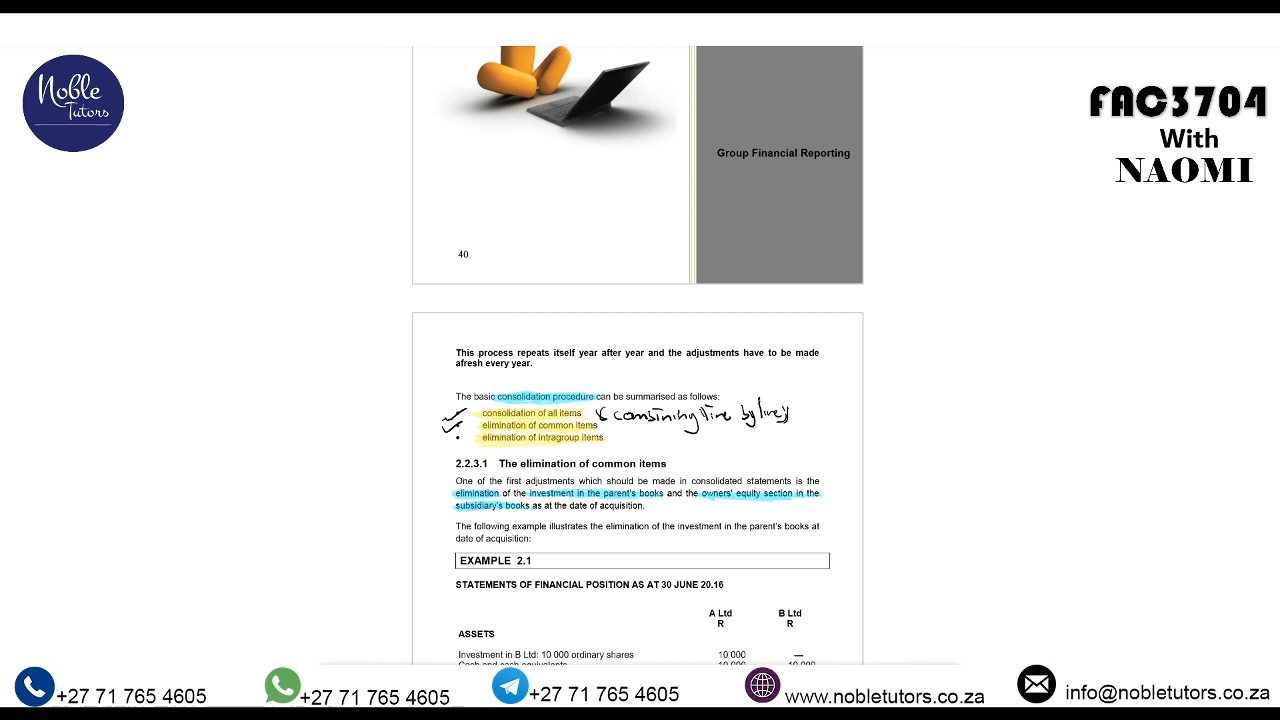 Noble
Tutors
FAC3704
With
NAOMI
Group Financial Reporting
40
This process repeats itself year after year and the adjustments have to be made
afresh every year.
The basic consolidation procedure can be summarised as follows:
consolidation of all items combining line by line
• elimination of common items
• elimination of intragroup items
2.2.3.1 The elimination of common items
One of the first adjustments which should be made in consolidated statements is the
elimination of the investment in the parent's books and the owners' equity section in the
subsidiary's books as at the date of acquisition.
The following example illustrates the elimination of the investment in the parent's books at
date of acquisition:
EXAMPLE 2.1
STATEMENTS OF FINANCIAL POSITION AS AT 30 JUNE 20.16
A Ltd B Ltd
R R
ASSETS
Investment in B Ltd: 10 000 ordinary shares 10 000 —
Cash and cash equivalents 10 000 10 000
+27 71 765 4605 +27 71 765 4605 +27 71 765 4605 www.nobletutors.co.za info@nobletutors.co.za